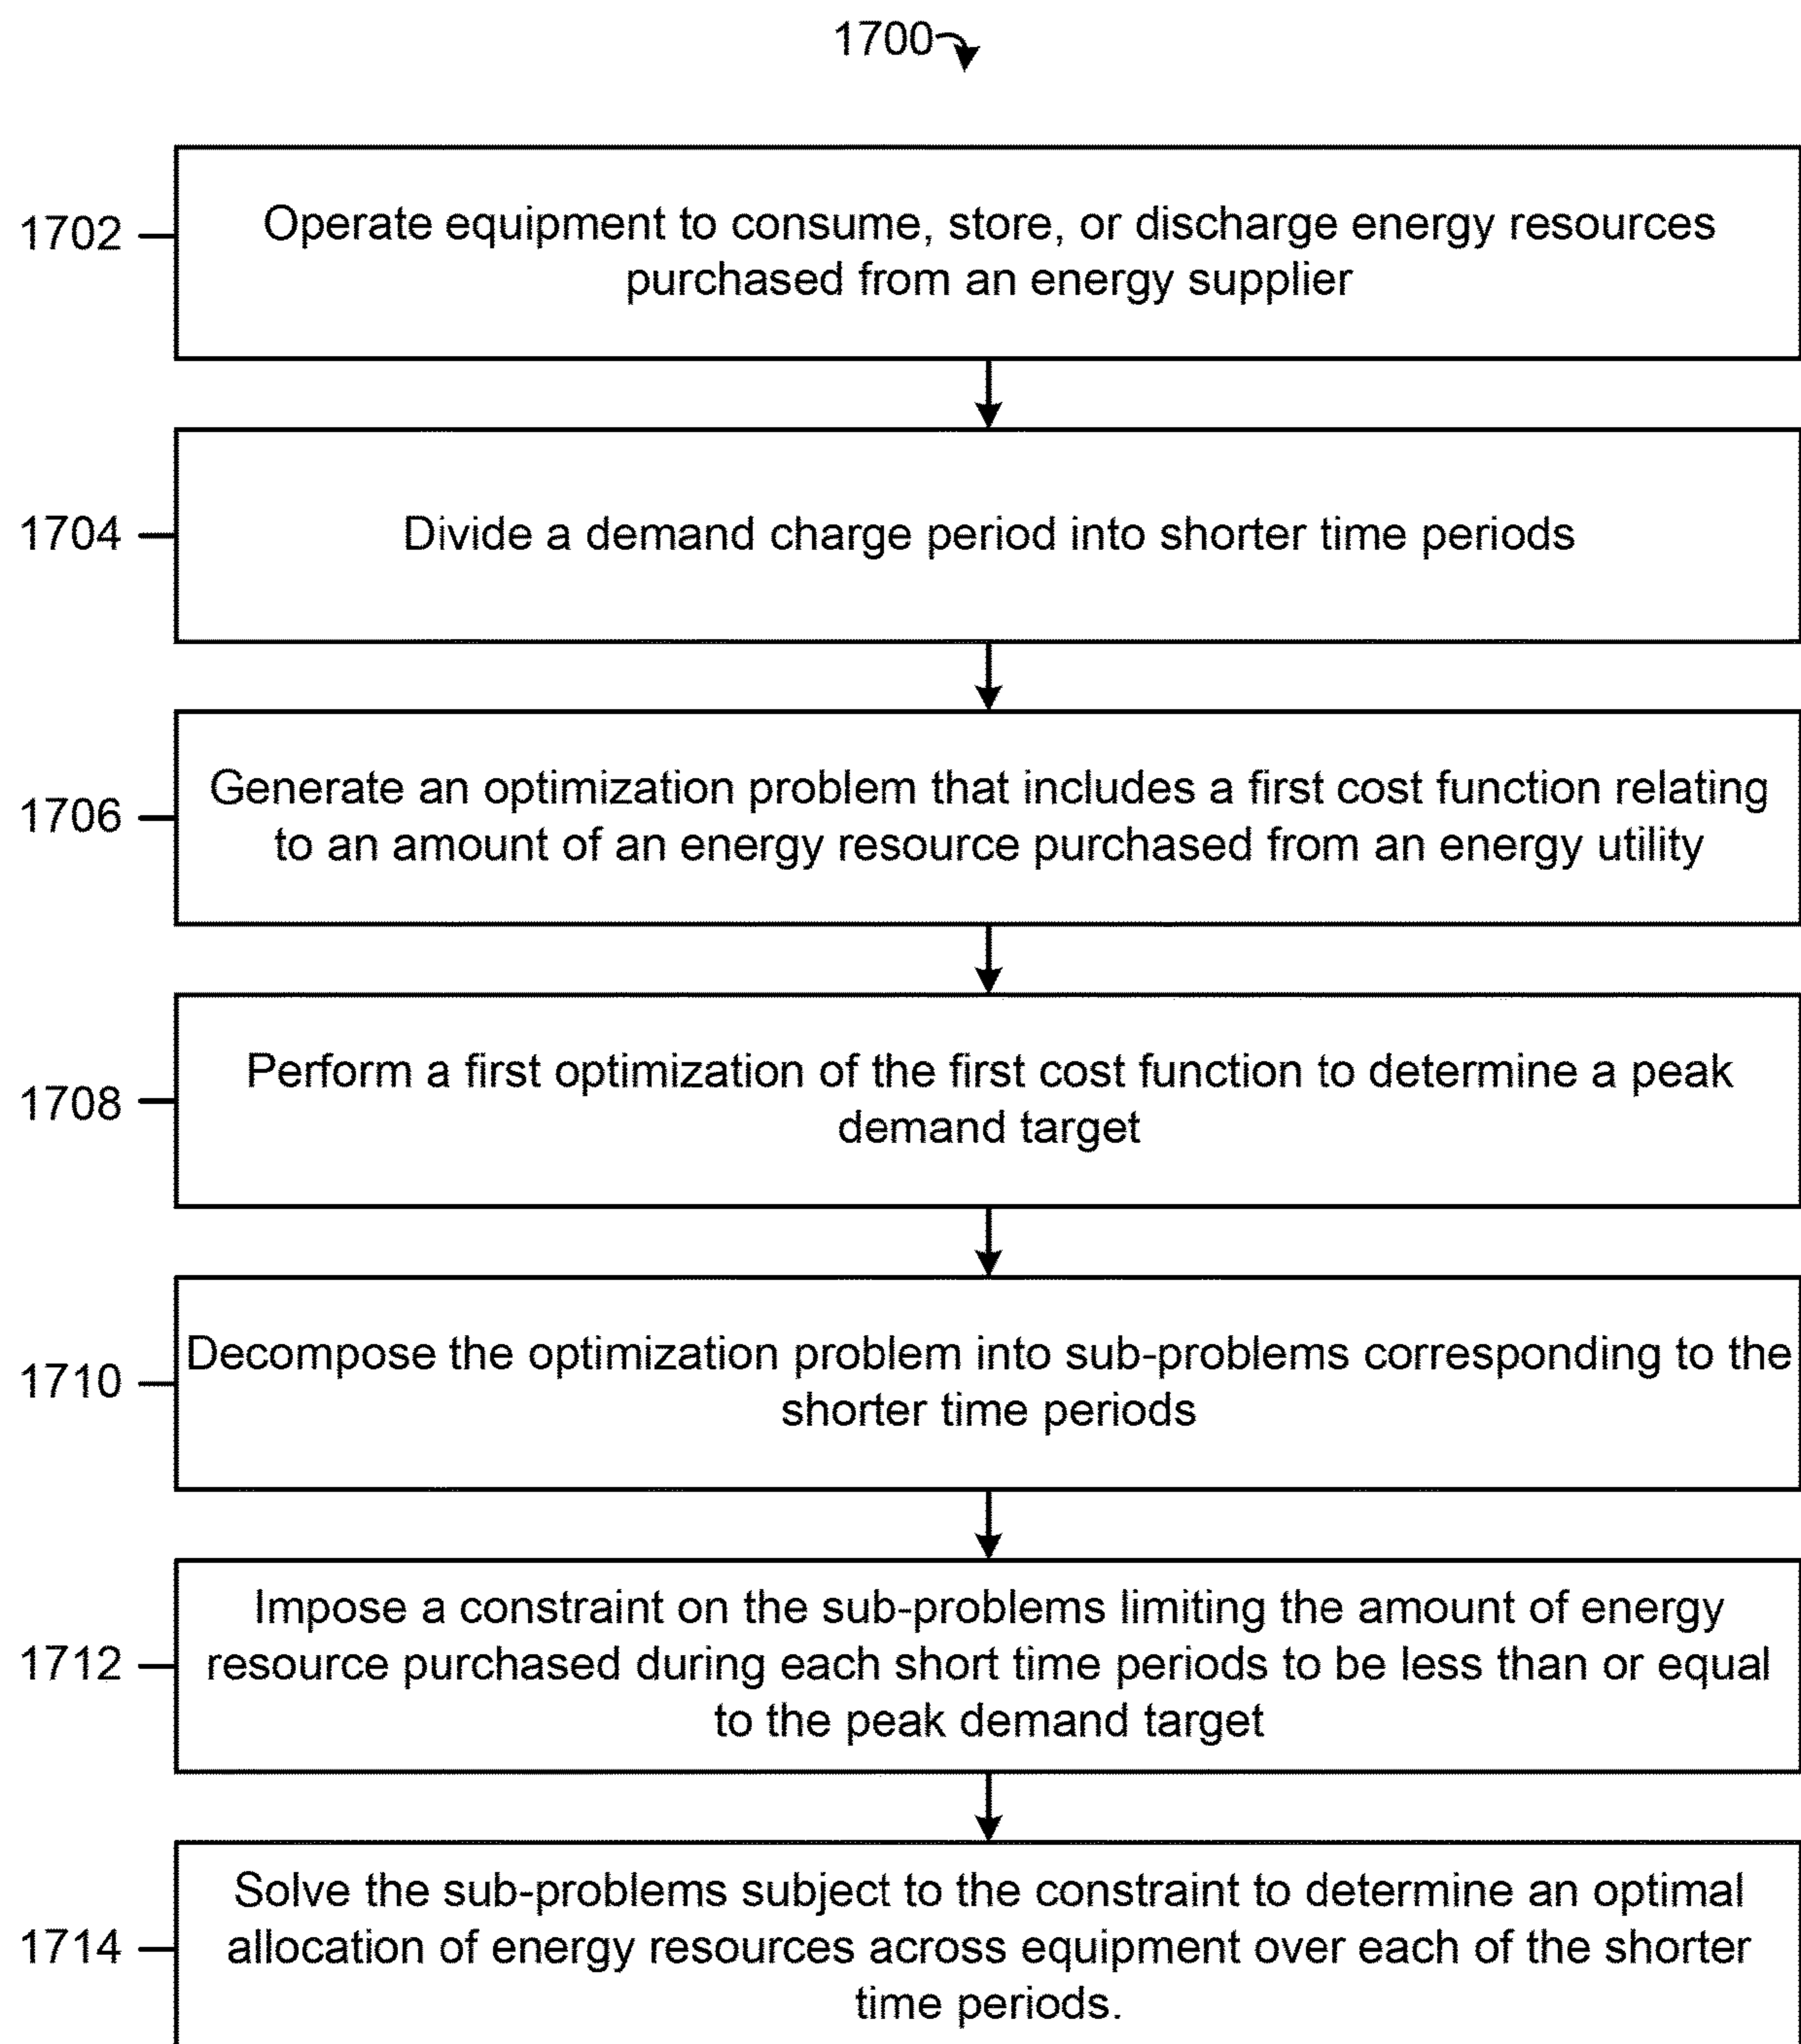 1700
1702
Operate equipment to consume, store, or discharge energy resources
purchased from an energy supplier
1704
Divide a demand charge period into shorter time periods
1706
Generate an optimization problem that includes a first cost function relating
to an amount of an energy resource purchased from an energy utility
1708
Perform a first optimization of the first cost function to determine a peak
demand target
1710
Decompose the optimization problem into sub-problems corresponding to the
shorter time periods
1712
Impose a constraint on the sub-problems limiting the amount of energy
resource purchased during each short time periods to be less than or equal
to the peak demand target
1714
Solve the sub-problems subject to the constraint to determine an optimal
allocation of energy resources across equipment over each of the shorter
time periods.